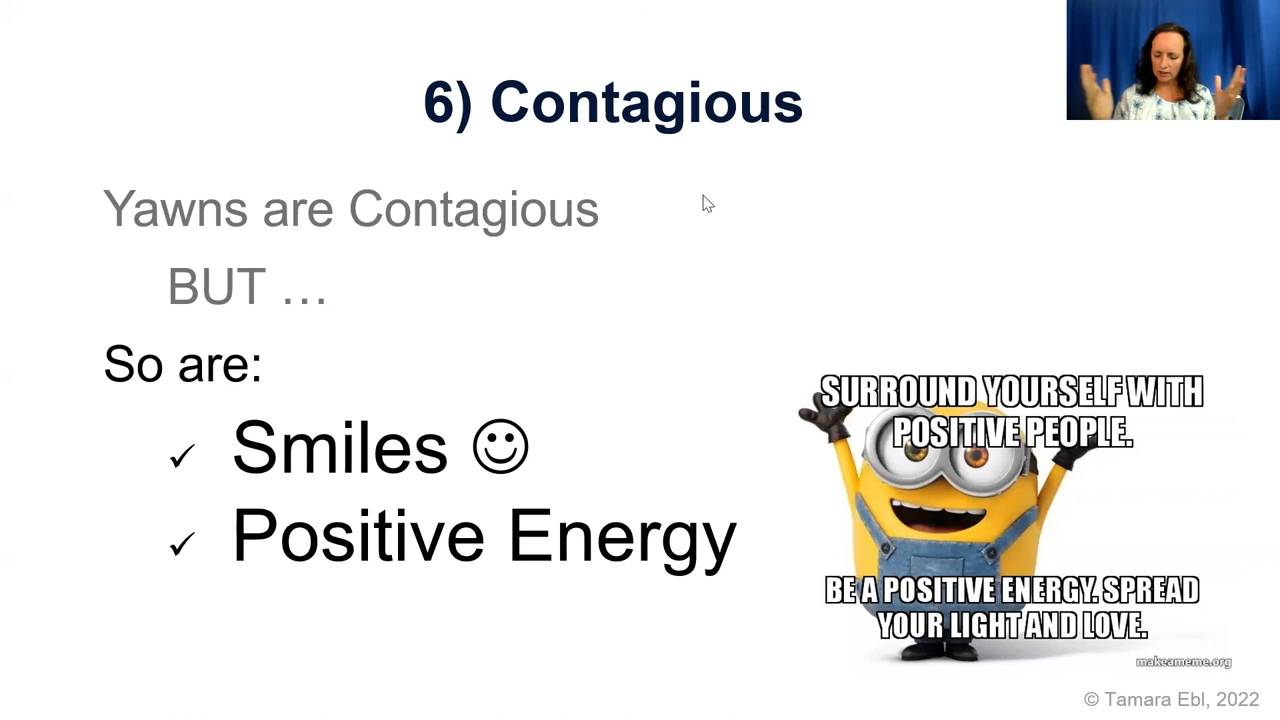 6) Contagious
Yawns are Contagious
BUT …
So are:
✓ Smiles ☺
✓ Positive Energy
SURROUND YOURSELF WITH
POSITIVE PEOPLE.
BE A POSITIVE ENERGY. SPREAD
YOUR LIGHT AND LOVE.
makeameme.org
© Tamara Ebl, 2022